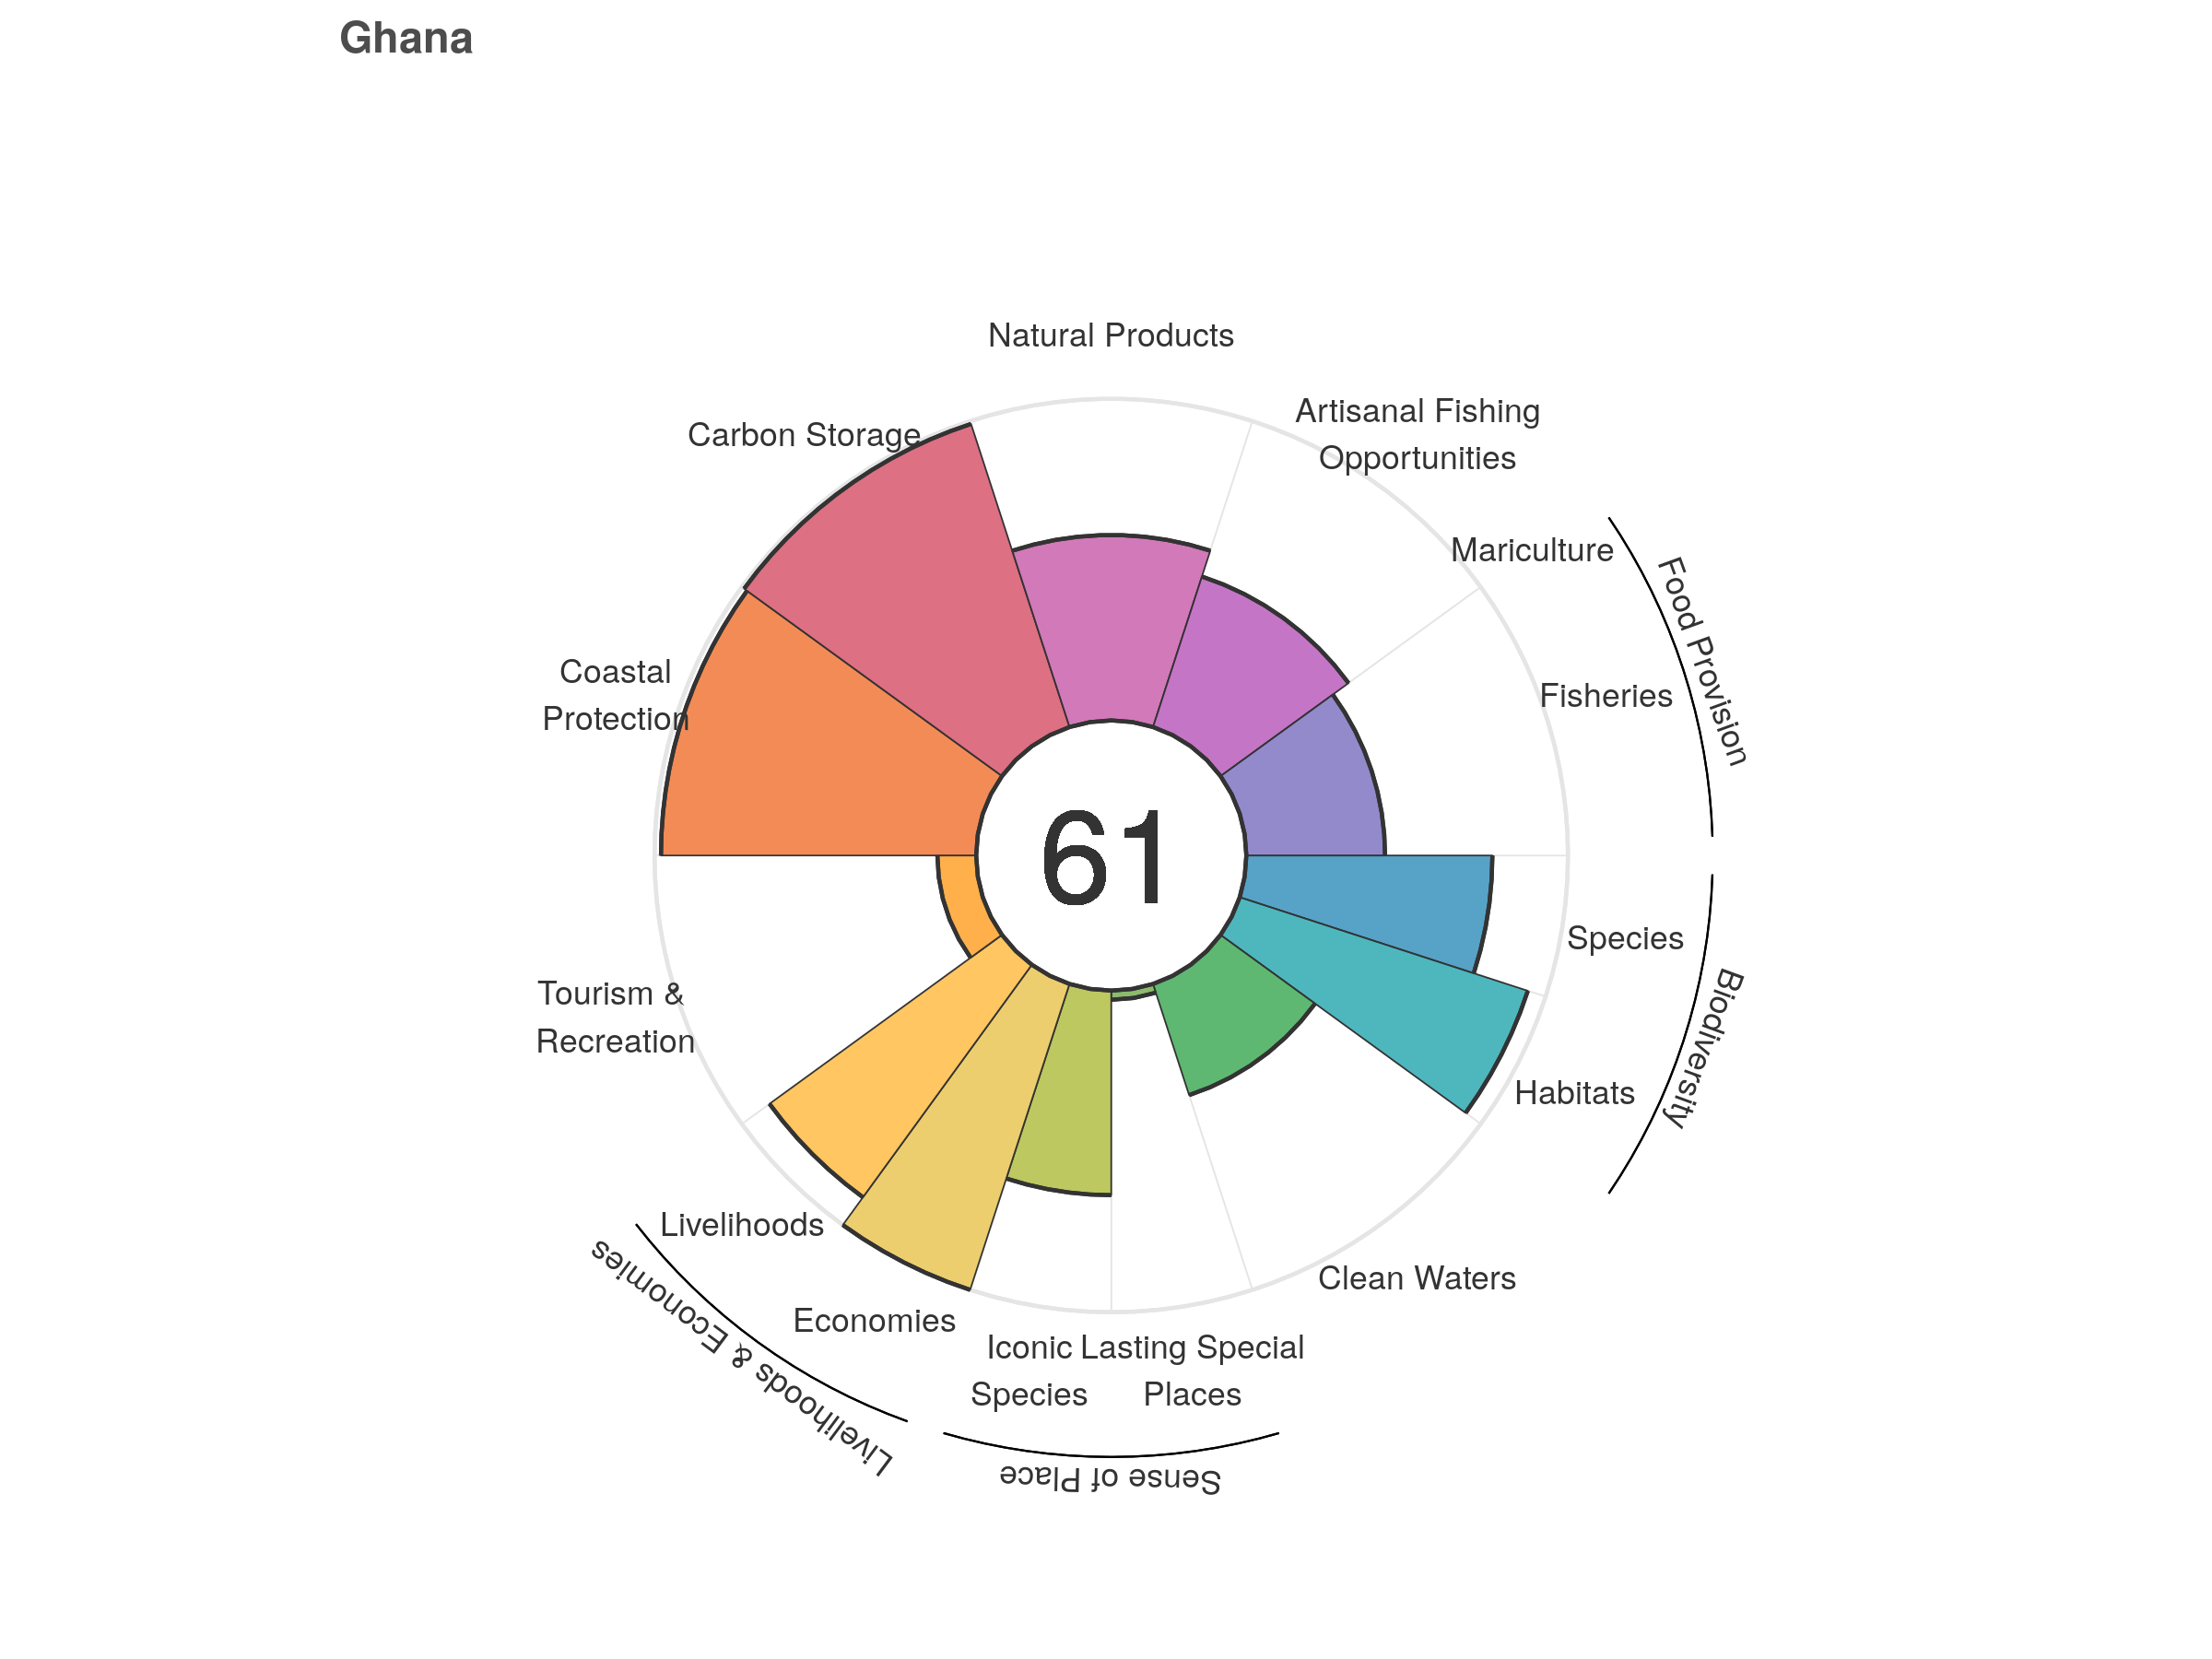 Ghana
Natural Products
Artisanal Fishing
Opportunities
Carbon Storage
Mariculture
Food Provision
Coastal
Protection
Fisheries
61
Species
Biodiversity
Tourism &
Recreation
Habitats
Livelihoods
Clean Waters
Livelihoods & Economies
Economies
Iconic
Species
Lasting Special
Places
Sense of Place